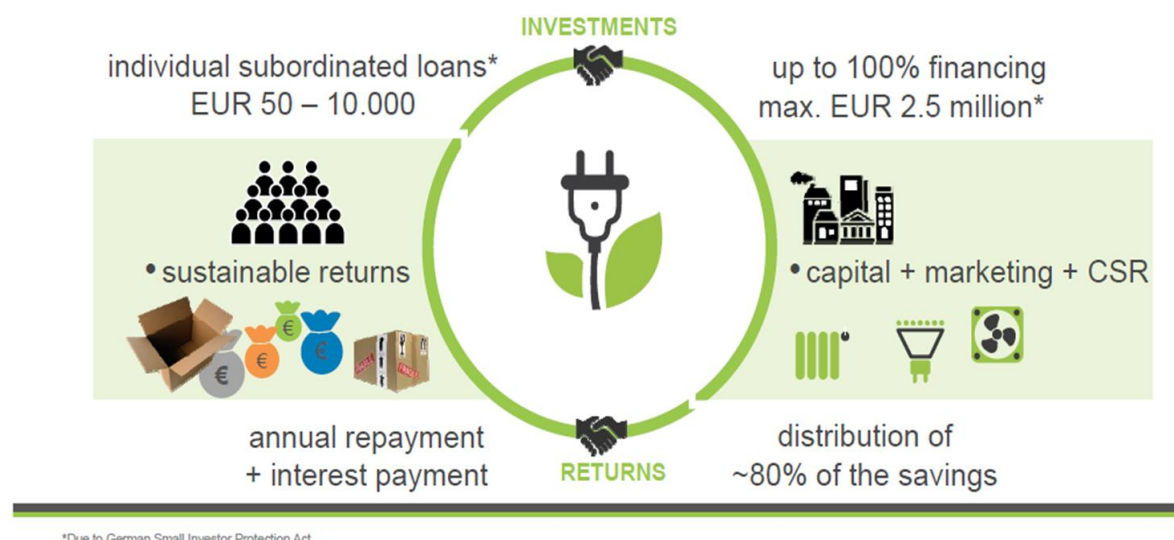 INVESTMENTS
individual subordinated loans*
EUR 50 – 10.000
up to 100% financing
max. EUR 2.5 million*
• sustainable returns
• capital + marketing + CSR
€
€
€
€
FRAGILE
FRAGILE
annual repayment
+ interest payment
RETURNS
distribution of
~80% of the savings
*Due to German Small Investor Protection Act